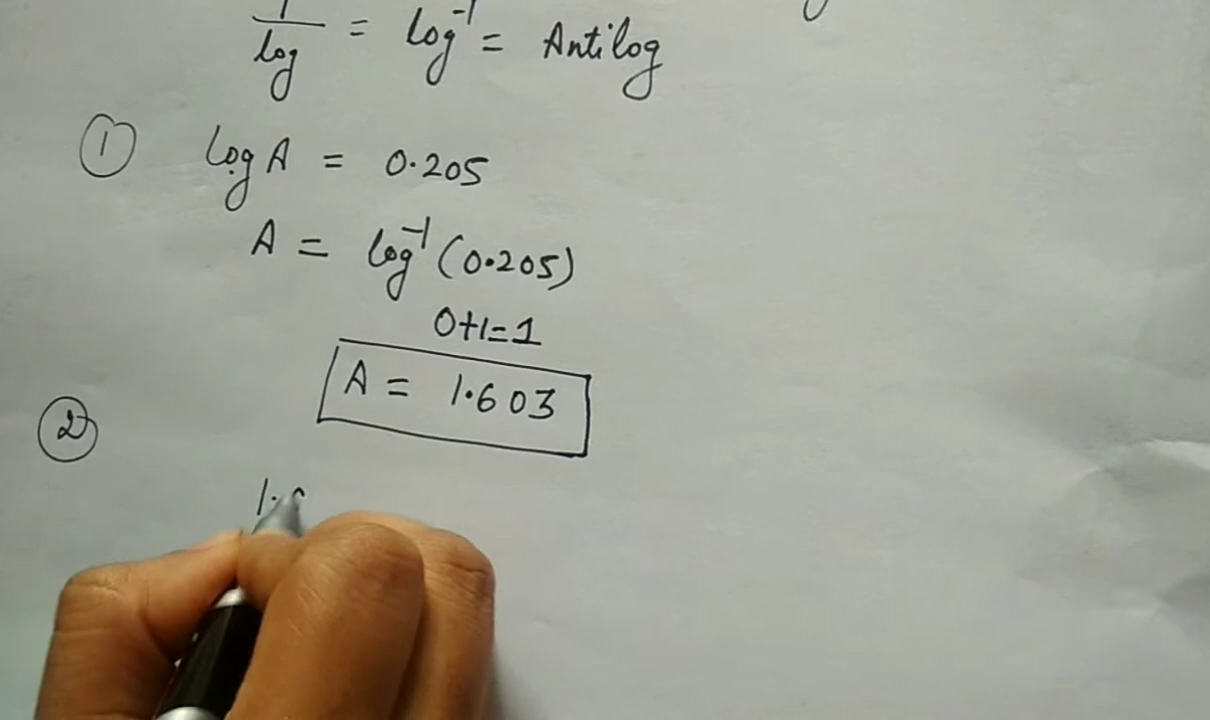 1/log = log⁻¹ = Antilog
① log A = 0.205
A = log⁻¹ (0.205)
0+1=1
A = 1.603
②
1.